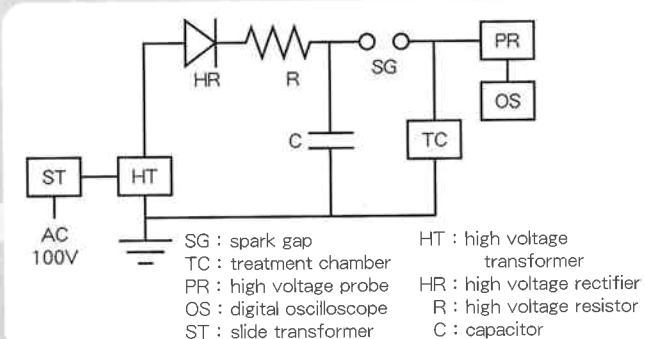 PR
HR
R
SG
OS
C
TC
ST
HT
AC
100V
SG : spark gap
TC : treatment chamber
PR : high voltage probe
OS : digital oscilloscope
ST : slide transformer
HT : high voltage
transformer
HR : high voltage rectifier
R : high voltage resistor
C : capacitor